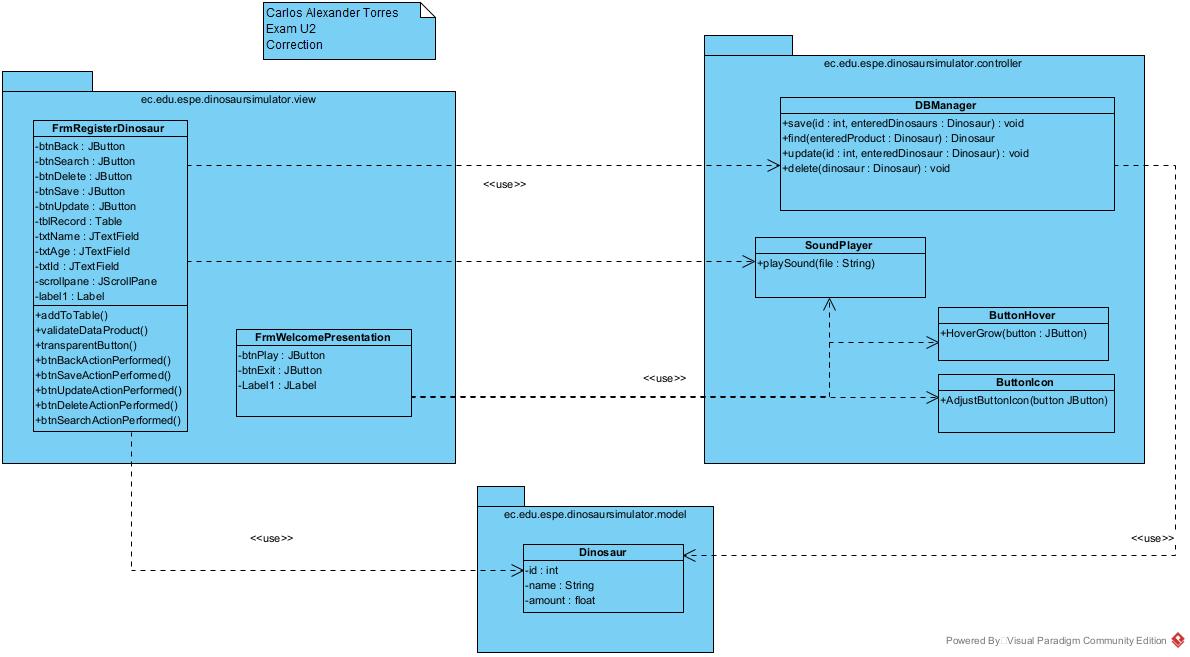 Carlos Alexander Torres
Exam U2
Correction
ec.edu.espe.dinosaursimulator.view
FrmRegisterDinosaur
-btnBack : JButton
-btnSearch : JButton
-btnDelete : JButton
-btnSave : JButton
-btnUpdate : JButton
-tblRecord : Table
-txtName : JTextField
-txtAge : JTextField
-txtId : JTextField
-scrollpane : JScrollPane
-label1 : Label
+addToTable()
+validateDataProduct()
+transparentButton()
+btnBackActionPerformed()
+btnSaveActionPerformed()
+btnUpdateActionPerformed()
+btnDeleteActionPerformed()
+btnSearchActionPerformed()
FrmWelcomePresentation
-btnPlay : JButton
-btnExit : JButton
-Label1 : JLabel
<<use>>
<<use>>
ec.edu.espe.dinosaursimulator.controller
DBManager
+save(id : int, enteredDinosaurs : Dinosaur) : void
+find(enteredProduct : Dinosaur) : Dinosaur
+update(id : int, enteredDinosaur : Dinosaur) : void
+delete(dinosaur : Dinosaur) : void
SoundPlayer
+playSound(file : String)
ButtonHover
+HoverGrow(button : JButton)
ButtonIcon
+AdjustButtonIcon(button JButton)
<<use>>
<<use>>
ec.edu.espe.dinosaursimulator.model
Dinosaur
-id : int
-name : String
-amount : float
Powered By Visual Paradigm Community Edition